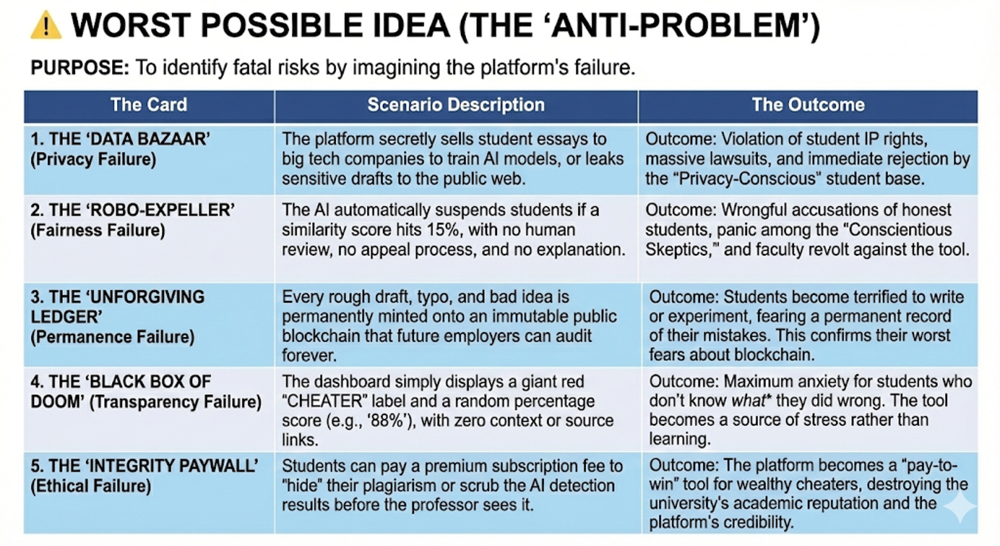 ⚠ WORST POSSIBLE IDEA (THE ‘ANTI-PROBLEM’)
PURPOSE: To identify fatal risks by imagining the platform's failure.
The Card
Scenario Description
The Outcome
1. THE ‘DATA BAZAAR’
(Privacy Failure)
The platform secretly sells student essays to
big tech companies to train AI models, or leaks
sensitive drafts to the public web.
Outcome: Violation of student IP rights,
massive lawsuits, and immediate rejection by
the "Privacy-Conscious" student base.
2. THE ‘ROBO-EXPELLER’
(Fairness Failure)
The AI automatically suspends students if a
similarity score hits 15%, with no human
review, no appeal process, and no explanation.
Outcome: Wrongful accusations of honest
students, panic among the "Conscientious
Skeptics," and faculty revolt against the tool.
3. THE ‘UNFORGIVING
LEDGER’
(Permanence Failure)
Every rough draft, typo, and bad idea is
permanently minted onto an immutable public
blockchain that future employers can audit
forever.
Outcome: Students become terrified to write
or experiment, fearing a permanent record
of their mistakes. This confirms their worst
fears about blockchain.
4. THE ‘BLACK BOX OF
DOOM’ (Transparency Failure)
The dashboard simply displays a giant red
"CHEATER" label and a random percentage
score (e.g., ‘88%’), with zero context or source
links.
Outcome: Maximum anxiety for students who
don't know what* they did wrong. The tool
becomes a source of stress rather than
learning.
5. THE ‘INTEGRITY PAYWALL’
(Ethical Failure)
Students can pay a premium subscription fee to
"hide" their plagiarism or scrub the AI detection
results before the professor sees it.
Outcome: The platform becomes a "pay-to-
win" tool for wealthy cheaters, destroying the
university's academic reputation and the
platform's credibility.